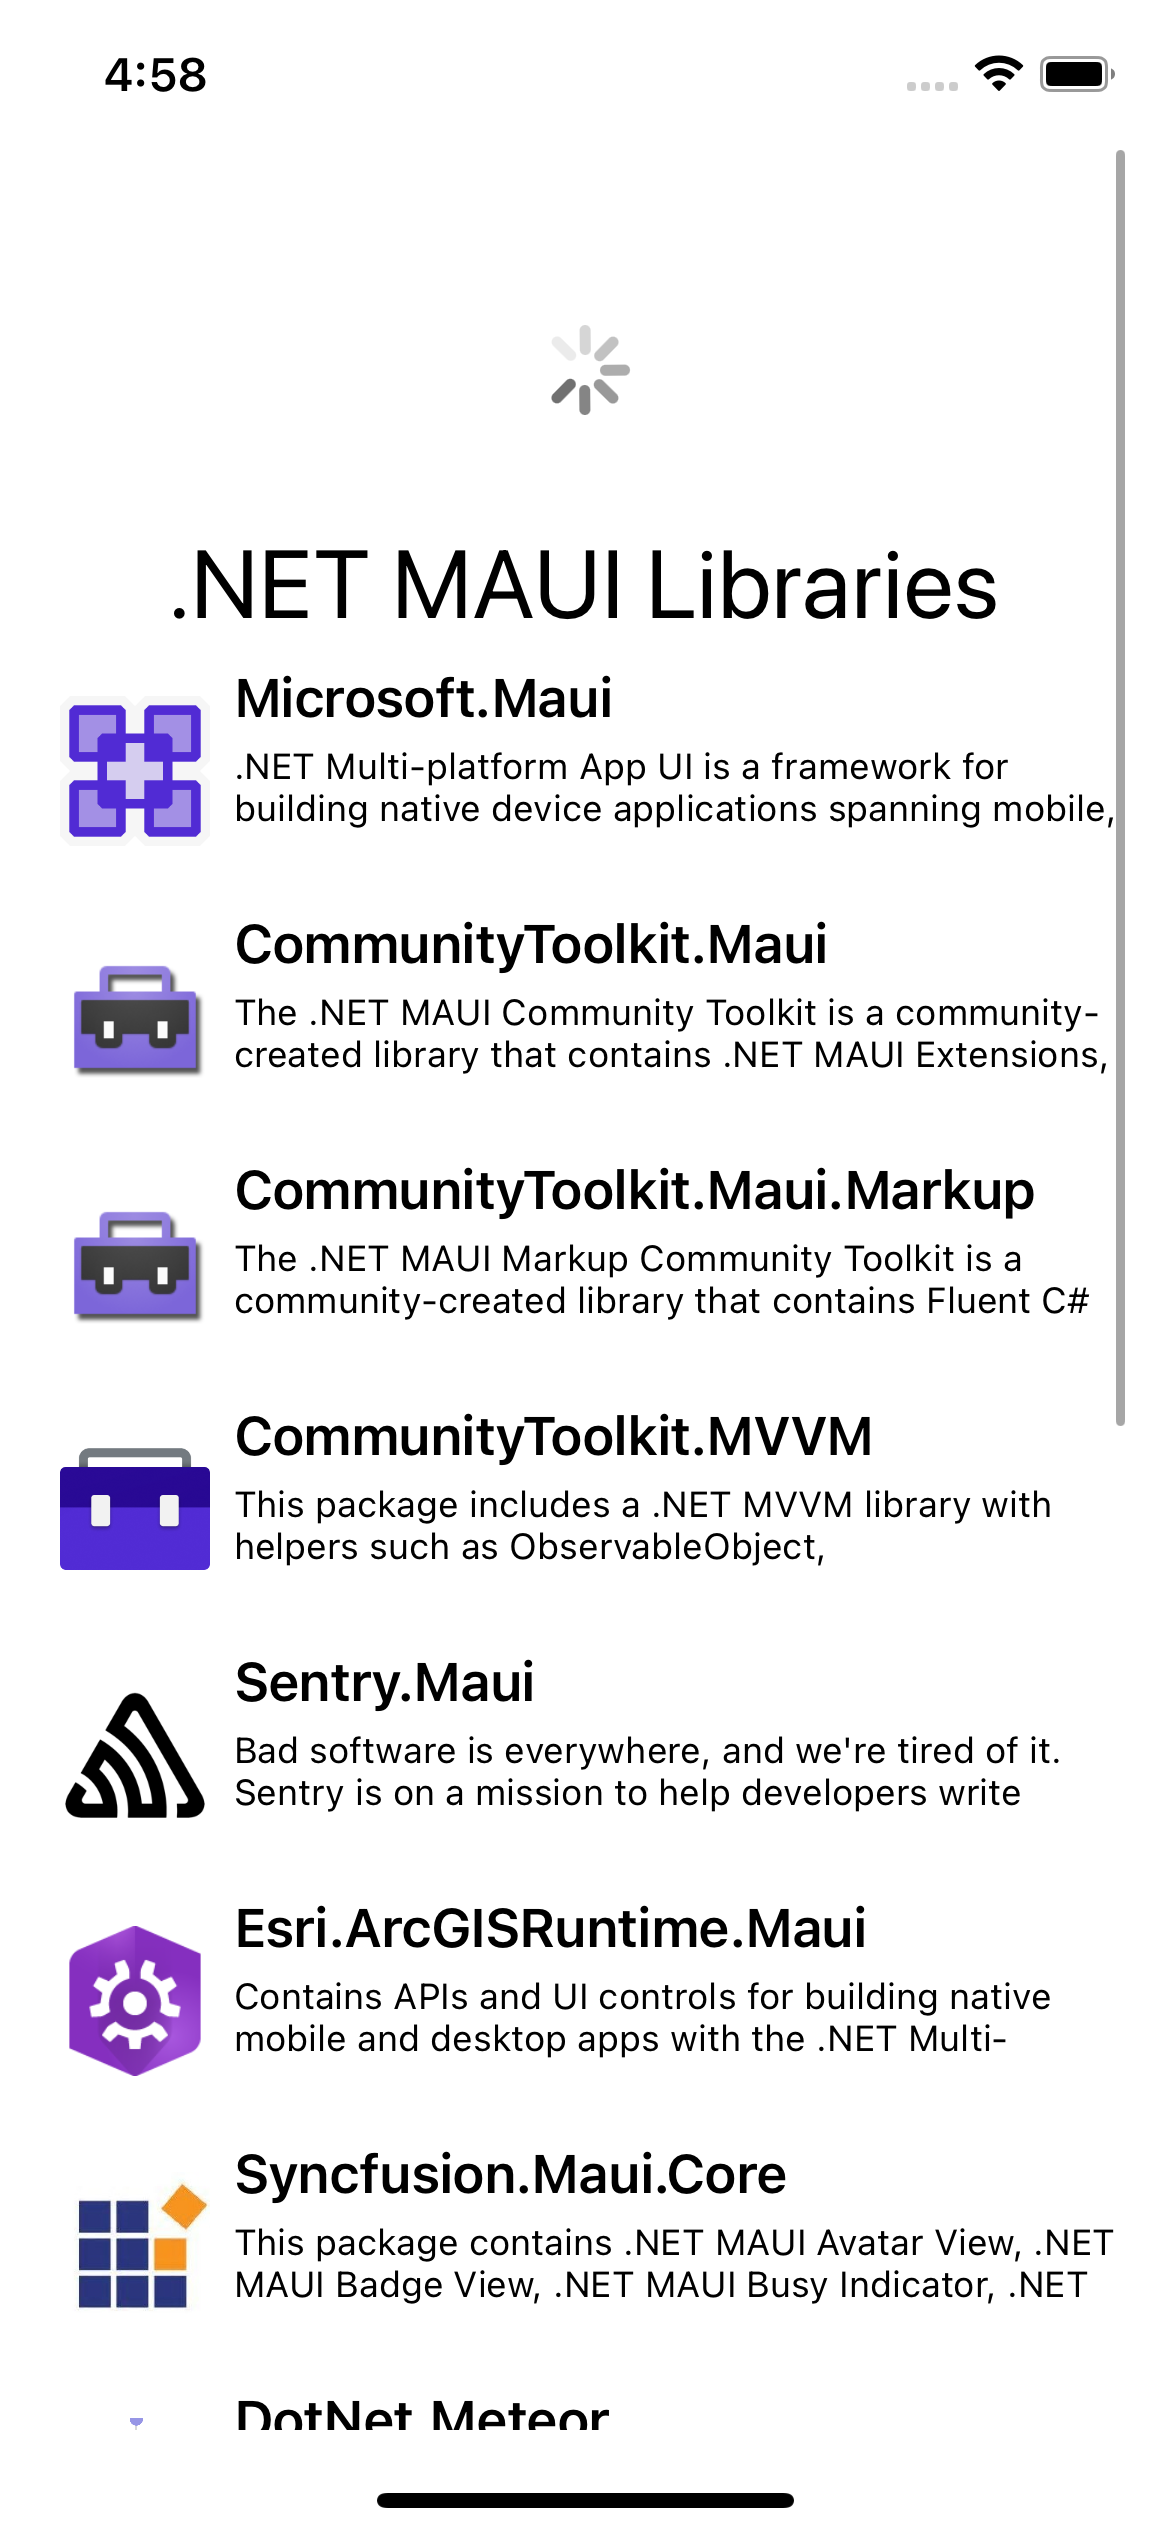 4:58
.NET MAUI Libraries
Microsoft.Maui
.NET Multi-platform App UI is a framework for
building native device applications spanning mobile,
CommunityToolkit.Maui
The .NET MAUI Community Toolkit is a community-
created library that contains .NET MAUI Extensions,
CommunityToolkit.Maui.Markup
The .NET MAUI Markup Community Toolkit is a
community-created library that contains Fluent C#
CommunityToolkit.MVVM
This package includes a .NET MVVM library with
helpers such as ObservableObject,
Sentry.Maui
Bad software is everywhere, and we're tired of it.
Sentry is on a mission to help developers write
Esri.ArcGISRuntime.Maui
Contains APIs and UI controls for building native
mobile and desktop apps with the .NET Multi-
Syncfusion.Maui.Core
This package contains .NET MAUI Avatar View, .NET
MAUI Badge View, .NET MAUI Busy Indicator, .NET
DotNet.Meteor